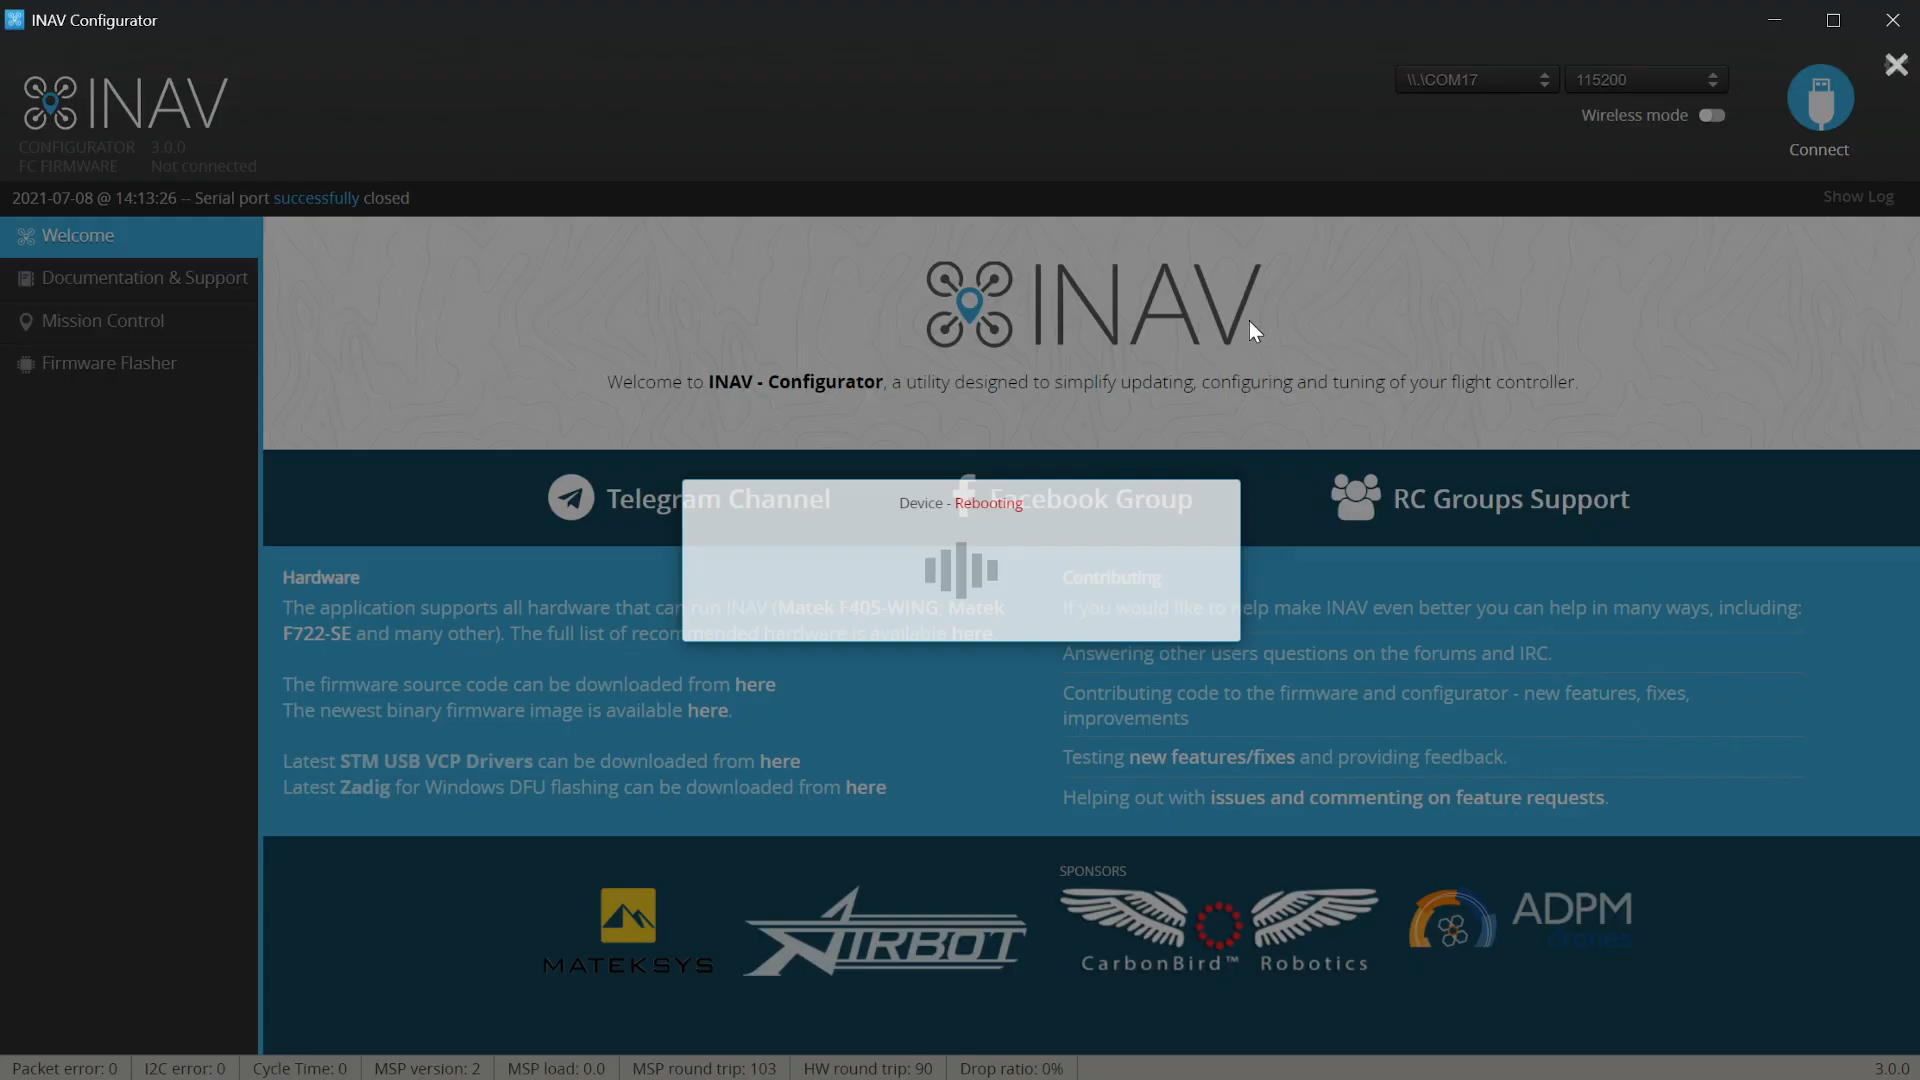 INAV Configurator
INAV
CONFIGURATOR 3.0.0
FC FIRMWARE Not connected
\\.\COM17
115200
Wireless mode
Connect
2021-07-08 @ 14:13:26 -- Serial port successfully closed
Show Log
Welcome
Documentation & Support
Mission Control
Firmware Flasher
INAV
Welcome to INAV - Configurator, a utility designed to simplify updating, configuring and tuning of your flight controller.
Telegram Channel
Facebook Group
RC Groups Support
Device - Rebooting
Hardware
The application supports all hardware that can run INAV (Matek F405-WING, Matek
F722-SE and many other). The full list of recommended hardware is available here.
The firmware source code can be downloaded from here
The newest binary firmware image is available here.
Latest STM USB VCP Drivers can be downloaded from here
Latest Zadig for Windows DFU flashing can be downloaded from here
Contributing
If you would like to help make INAV even better you can help in many ways, including:
Answering other users questions on the forums and IRC.
Contributing code to the firmware and configurator - new features, fixes,
improvements
Testing new features/fixes and providing feedback.
Helping out with issues and commenting on feature requests.
SPONSORS
MATEKSYS
AIRBOT
CarbonBird™ Robotics
ADPM
drones
Packet error: 0
I2C error: 0
Cycle Time: 0
MSP version: 2
MSP load: 0.0
MSP round trip: 103
HW round trip: 90
Drop ratio: 0%
3.0.0